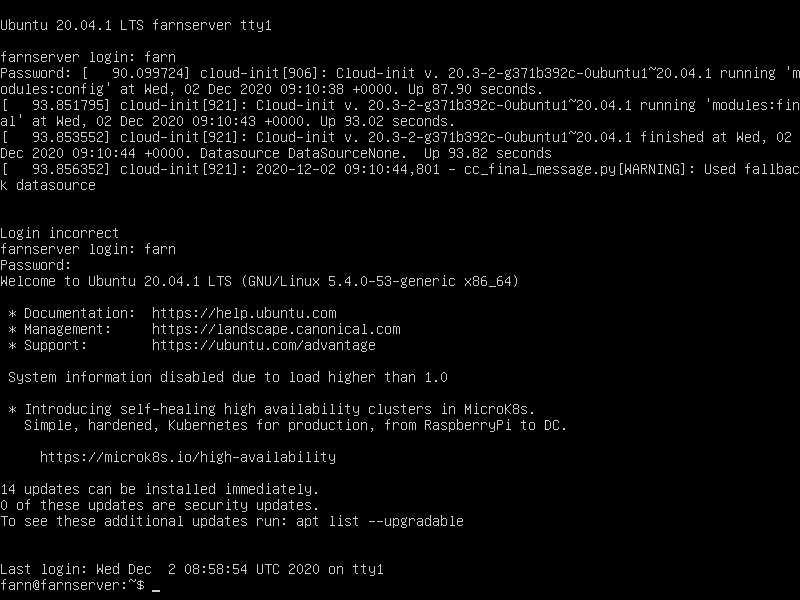 Ubuntu 20.04.1 LTS farnserver tty1
farnserver login: farn
Password: [   90.099724] cloud-init[906]: Cloud-init v. 20.3-2-g371b392c-0ubuntu1~20.04.1 running 'm
odules:config' at Wed, 02 Dec 2020 09:10:38 +0000. Up 87.90 seconds.
[   93.851795] cloud-init[921]: Cloud-init v. 20.3-2-g371b392c-0ubuntu1~20.04.1 running 'modules:fin
al' at Wed, 02 Dec 2020 09:10:43 +0000. Up 93.02 seconds.
[   93.853552] cloud-init[921]: Cloud-init v. 20.3-2-g371b392c-0ubuntu1~20.04.1 finished at Wed, 02
Dec 2020 09:10:44 +0000. Datasource DataSourceNone.  Up 93.82 seconds
[   93.856352] cloud-init[921]: 2020-12-02 09:10:44,801 - cc_final_message.py[WARNING]: Used fallbac
k datasource
Login incorrect
farnserver login: farn
Password:
Welcome to Ubuntu 20.04.1 LTS (GNU/Linux 5.4.0-53-generic x86_64)
 * Documentation:  https://help.ubuntu.com
 * Management:     https://landscape.canonical.com
 * Support:        https://ubuntu.com/advantage
 System information disabled due to load higher than 1.0
 * Introducing self-healing high availability clusters in MicroK8s.
   Simple, hardened, Kubernetes for production, from RaspberryPi to DC.
     https://microk8s.io/high-availability
14 updates can be installed immediately.
0 of these updates are security updates.
To see these additional updates run: apt list --upgradable
Last login: Wed Dec  2 08:58:54 UTC 2020 on tty1
farn@farnserver:~$ _